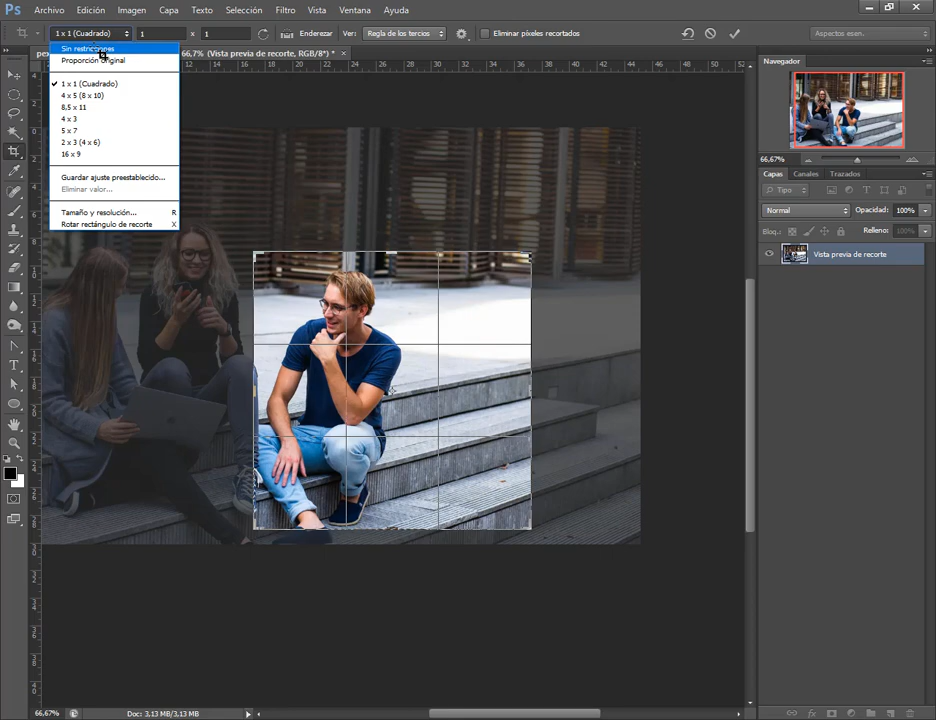 Ps Archivo Edición Imagen Capa Texto Selección Filtro Vista Ventana Ayuda
1 x 1 (Cuadrado) 1 x 1 Enderezar Ver: Regla de los tercios Eliminar píxeles recortados Aspectos esen.
66,7% (Vista previa de recorte, RGB/8*) * ×
Sin restricciones
Proporción original
1 x 1 (Cuadrado)
4 x 5 (8 x 10)
8,5 x 11
4 x 3
5 x 7
2 x 3 (4 x 6)
16 x 9
Guardar ajuste preestablecido...
Eliminar valor...
Tamaño y resolución... R
Rotar rectángulo de recorte X
Navegador
66,67%
Capas Canales Trazados
Tipo
Normal Opacidad: 100%
Bloq.: Relleno: 100%
Vista previa de recorte
66,67% Doc: 3,13 MB/3,13 MB